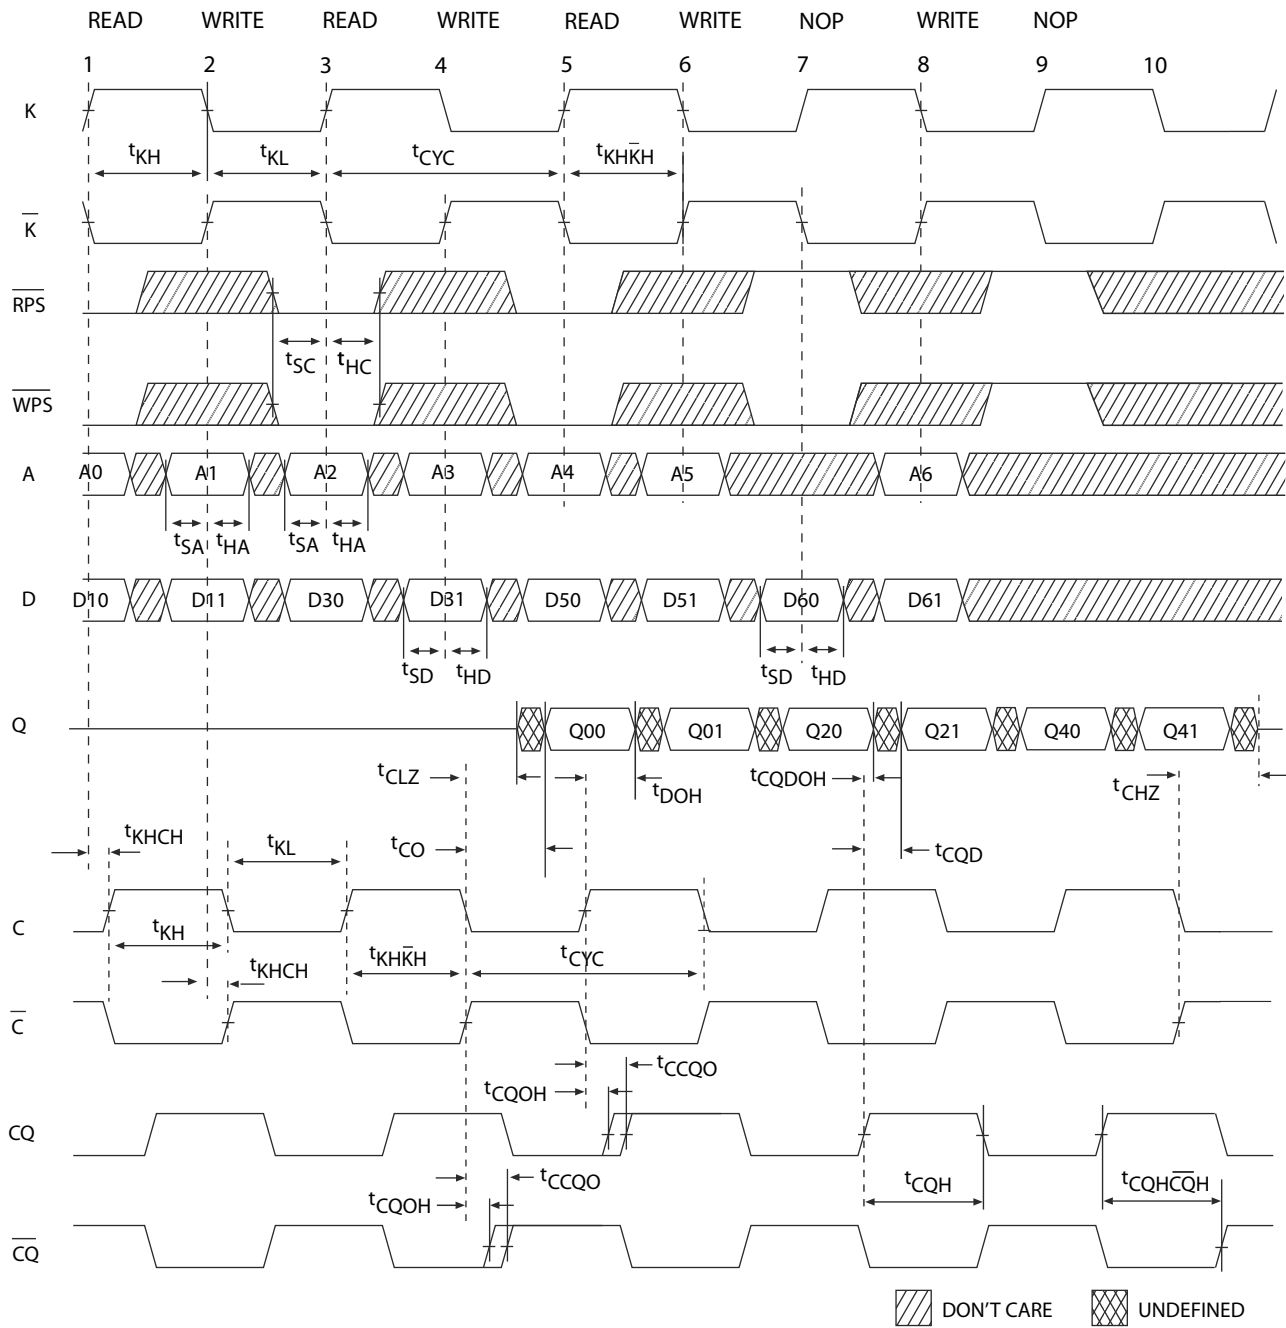 READ WRITE READ WRITE READ WRITE NOP WRITE NOP
1 2 3 4 5 6 7 8 9 10
K
tKH tKL tCYC tKHK̅H
K̅
R̅P̅S̅
tSC tHC
W̅P̅S̅
A A0 A1 A2 A3 A4 A5 A6
tSA tHA tSA tHA
D D10 D11 D30 D31 D50 D51 D60 D61
tSD tHD tSD tHD
Q Q00 Q01 Q20 Q21 Q40 Q41
tCLZ tDOH tCQDOH tCHZ
tKHCH tKL tCO tCQD
C
tKH tKHK̅H tCYC
tKHCH
C̅
tCCQO
tCQOH
CQ
tCCQO tCQH tCQHC̅Q̅H
tCQOH
C̅Q̅
DON'T CARE UNDEFINED